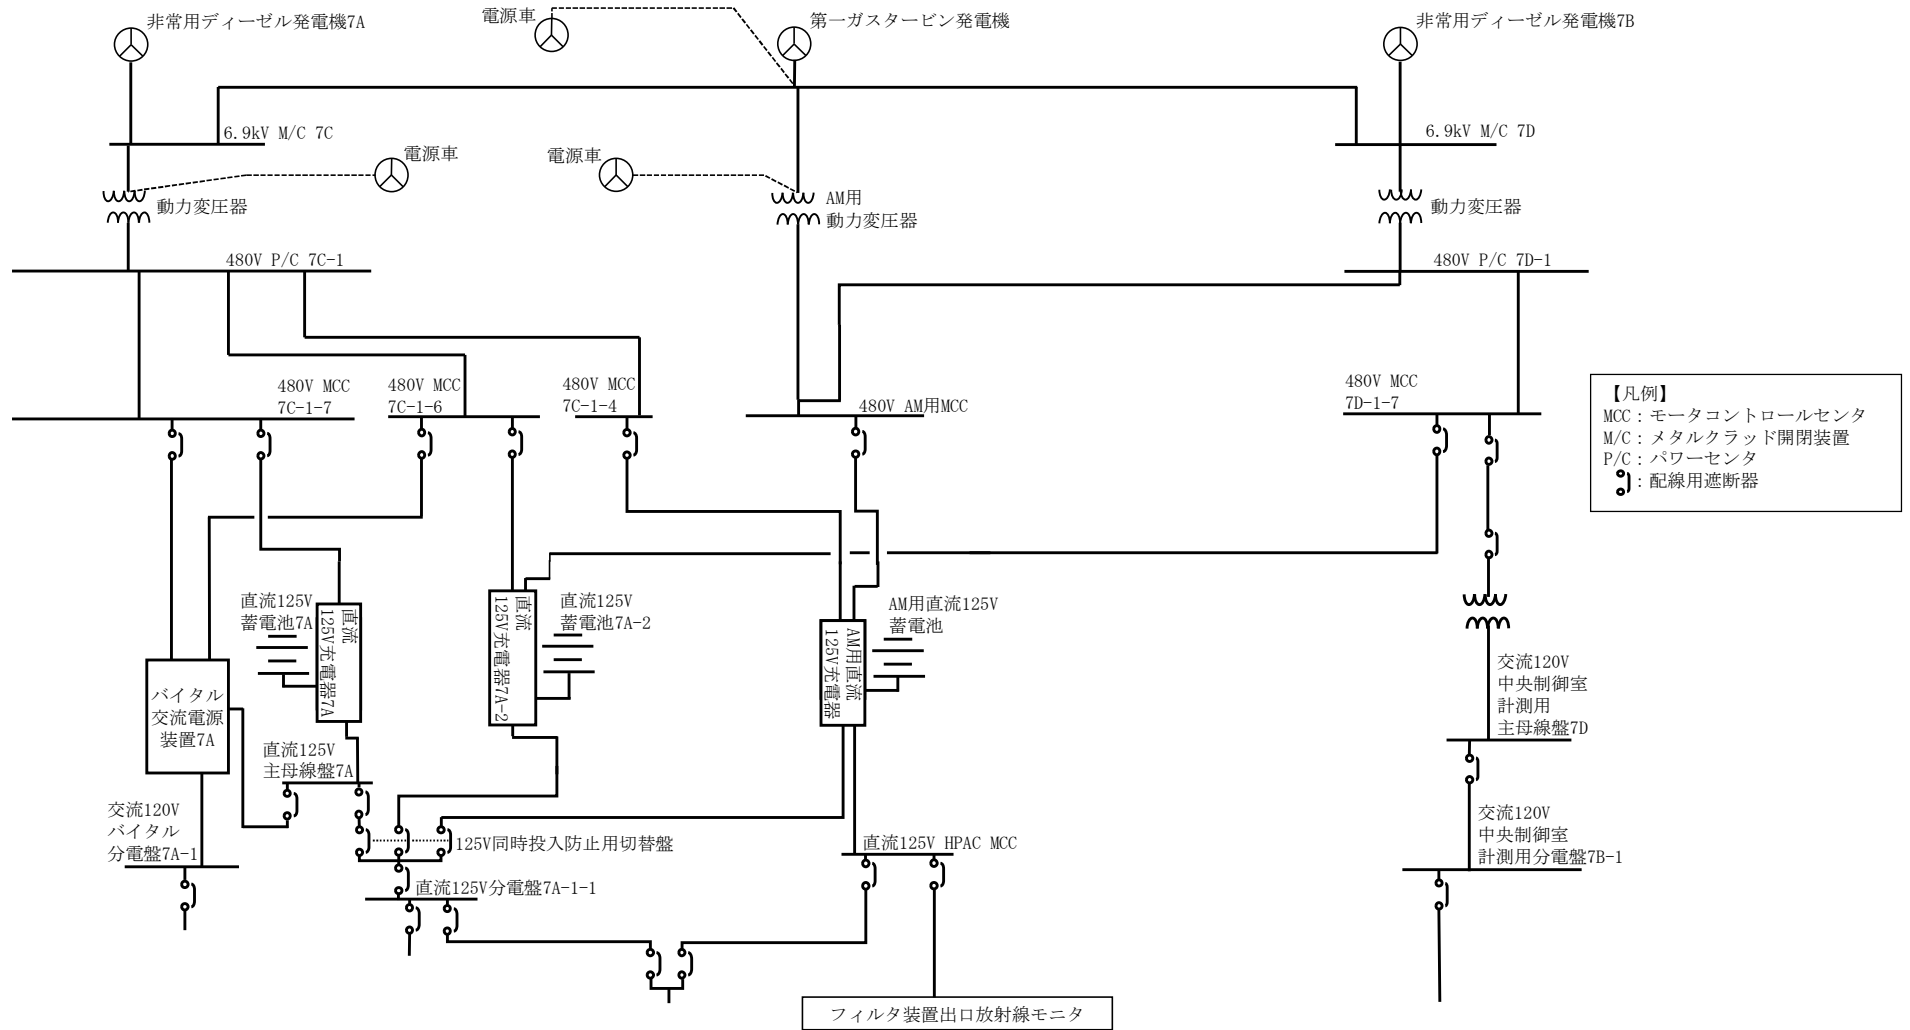 非常用ディーゼル発電機7A
電源車
第一ガスタービン発電機
非常用ディーゼル発電機7B
6.9kV M/C 7C
6.9kV M/C 7D
電源車
電源車
動力変圧器
AM用
動力変圧器
動力変圧器
480V P/C 7C-1
480V P/C 7D-1
480V MCC
7C-1-7
480V MCC
7C-1-6
480V MCC
7C-1-4
480V AM用MCC
480V MCC
7D-1-7
【凡例】
MCC：モータコントロールセンタ
M/C：メタルクラッド開閉装置
P/C：パワーセンタ
：配線用遮断器
直流125V
蓄電池7A
直流
125V充電器7A
直流
125V充電器7A-2
直流125V
蓄電池7A-2
AM用直流
125V充電器
AM用直流125V
蓄電池
バイタル
交流電源
装置7A
直流125V
主母線盤7A
交流120V
中央制御室
計測用
主母線盤7D
交流120V
バイタル
分電盤7A-1
125V同時投入防止用切替盤
直流125V HPAC MCC
交流120V
中央制御室
計測用分電盤7B-1
直流125V分電盤7A-1-1
フィルタ装置出口放射線モニタ